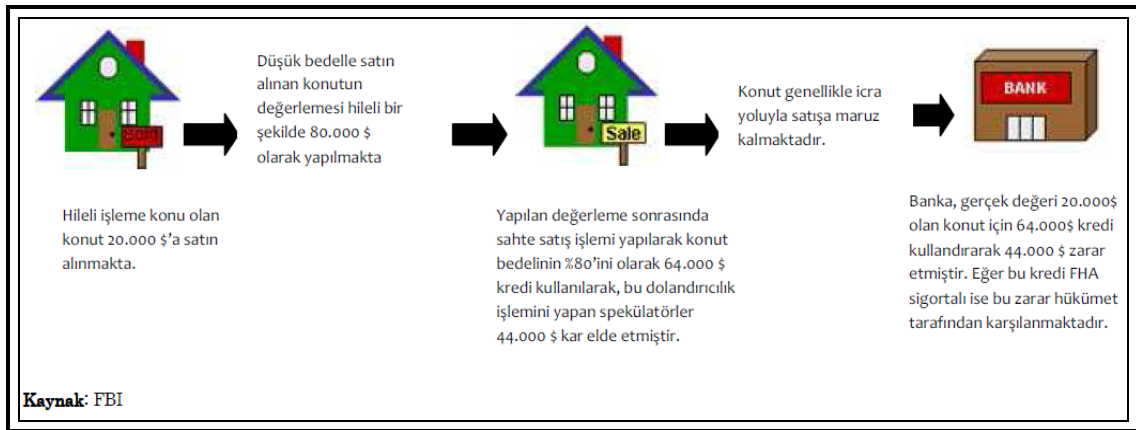 Sold
Hileli işleme konu olan
konut 20.000 $'a satın
alınmakta.
Düşük bedelle satın
alınan konutun
değerlemesi hileli bir
şekilde 80.000 $
olarak yapılmakta
Sale
Yapılan değerleme sonrasında
sahte satış işlemi yapılarak konut
bedelinin %80'ini olarak 64.000 $
kredi kullanılarak, bu dolandırıcılık
işlemini yapan spekülatörler
44.000 $ kar elde etmiştir.
Konut genellikle icra
yoluyla satışa maruz
kalmaktadır.
BANK
Banka, gerçek değeri 20.000$
olan konut için 64.000$ kredi
kullandırarak 44.000 $ zarar
etmiştir. Eğer bu kredi FHA
sigortalı ise bu zarar hükümet
tarafından karşılanmaktadır.
Kaynak: FBI